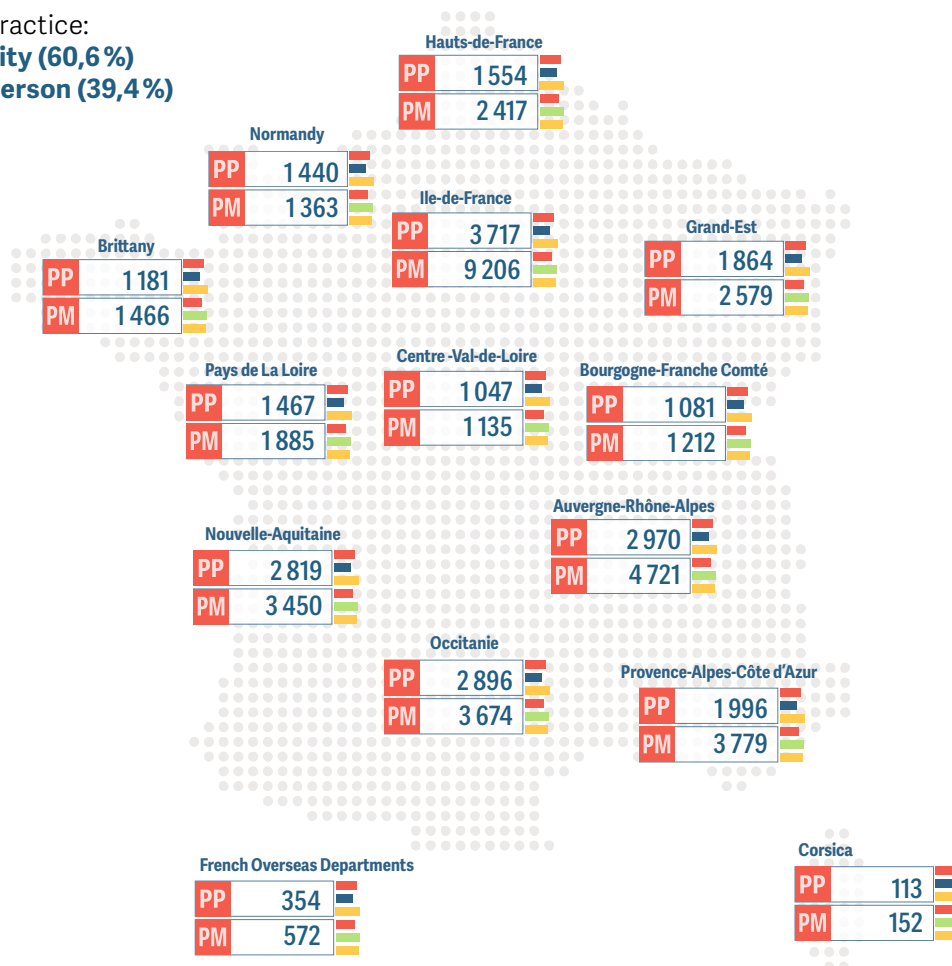 ractice:
ity (60,6 %)
erson (39,4 %)
Hauts-de-France
PP 1 554
PM 2 417
Normandy
PP 1 440
PM 1 363
Ile-de-France
PP 3 717
PM 9 206
Grand-Est
PP 1 864
PM 2 579
Brittany
PP 1 181
PM 1 466
Pays de La Loire
PP 1 467
PM 1 885
Centre -Val-de-Loire
PP 1 047
PM 1 135
Bourgogne-Franche Comté
PP 1 081
PM 1 212
Auvergne-Rhône-Alpes
PP 2 970
PM 4 721
Nouvelle-Aquitaine
PP 2 819
PM 3 450
Occitanie
PP 2 896
PM 3 674
Provence-Alpes-Côte d'Azur
PP 1 996
PM 3 779
French Overseas Departments
PP 354
PM 572
Corsica
PP 113
PM 152